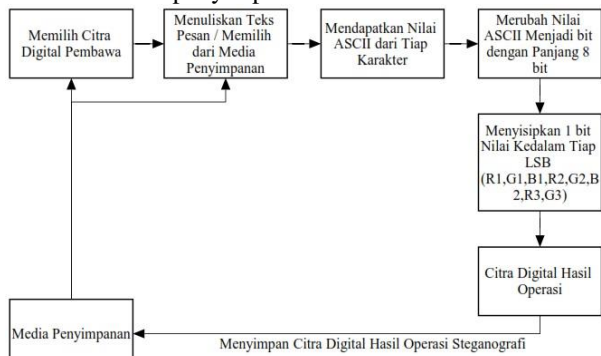 Memilih Citra
Digital Pembawa
Menuliskan Teks
Pesan / Memilih
dari Media
Penyimpanan
Mendapatkan Nilai
ASCII dari Tiap
Karakter
Merubah Nilai
ASCII Menjadi bit
dengan Panjang 8
bit
Menyisipkan 1 bit
Nilai Kedalam Tiap
LSB
(R1,G1,B1,R2,G2,B
2,R3,G3)
Citra Digital Hasil
Operasi
Menyimpan Citra Digital Hasil Operasi Steganografi
Media Penyimpanan